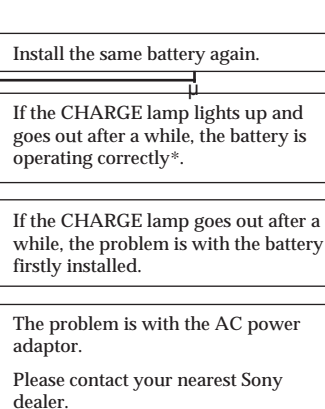 Install the same battery again.
µ
If the CHARGE lamp lights up and
goes out after a while, the battery is
operating correctly*.
If the CHARGE lamp goes out after a
while, the problem is with the battery
firstly installed.
The problem is with the AC power
adaptor.
Please contact your nearest Sony
dealer.